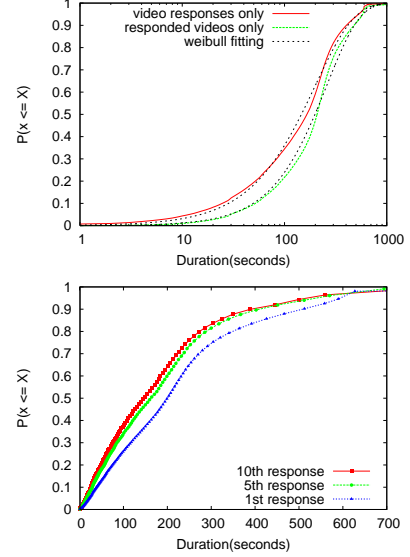 1
0.9
0.8
0.7
0.6
0.5
0.4
0.3
0.2
0.1
0
P(x <= X)
video responses only
responded videos only
weibull fitting
1 10 100 1000
Duration(seconds)
1
0.9
0.8
0.7
0.6
0.5
0.4
0.3
0.2
0.1
0
P(x <= X)
10th response
5th response
1st response
0 100 200 300 400 500 600 700
Duration(seconds)